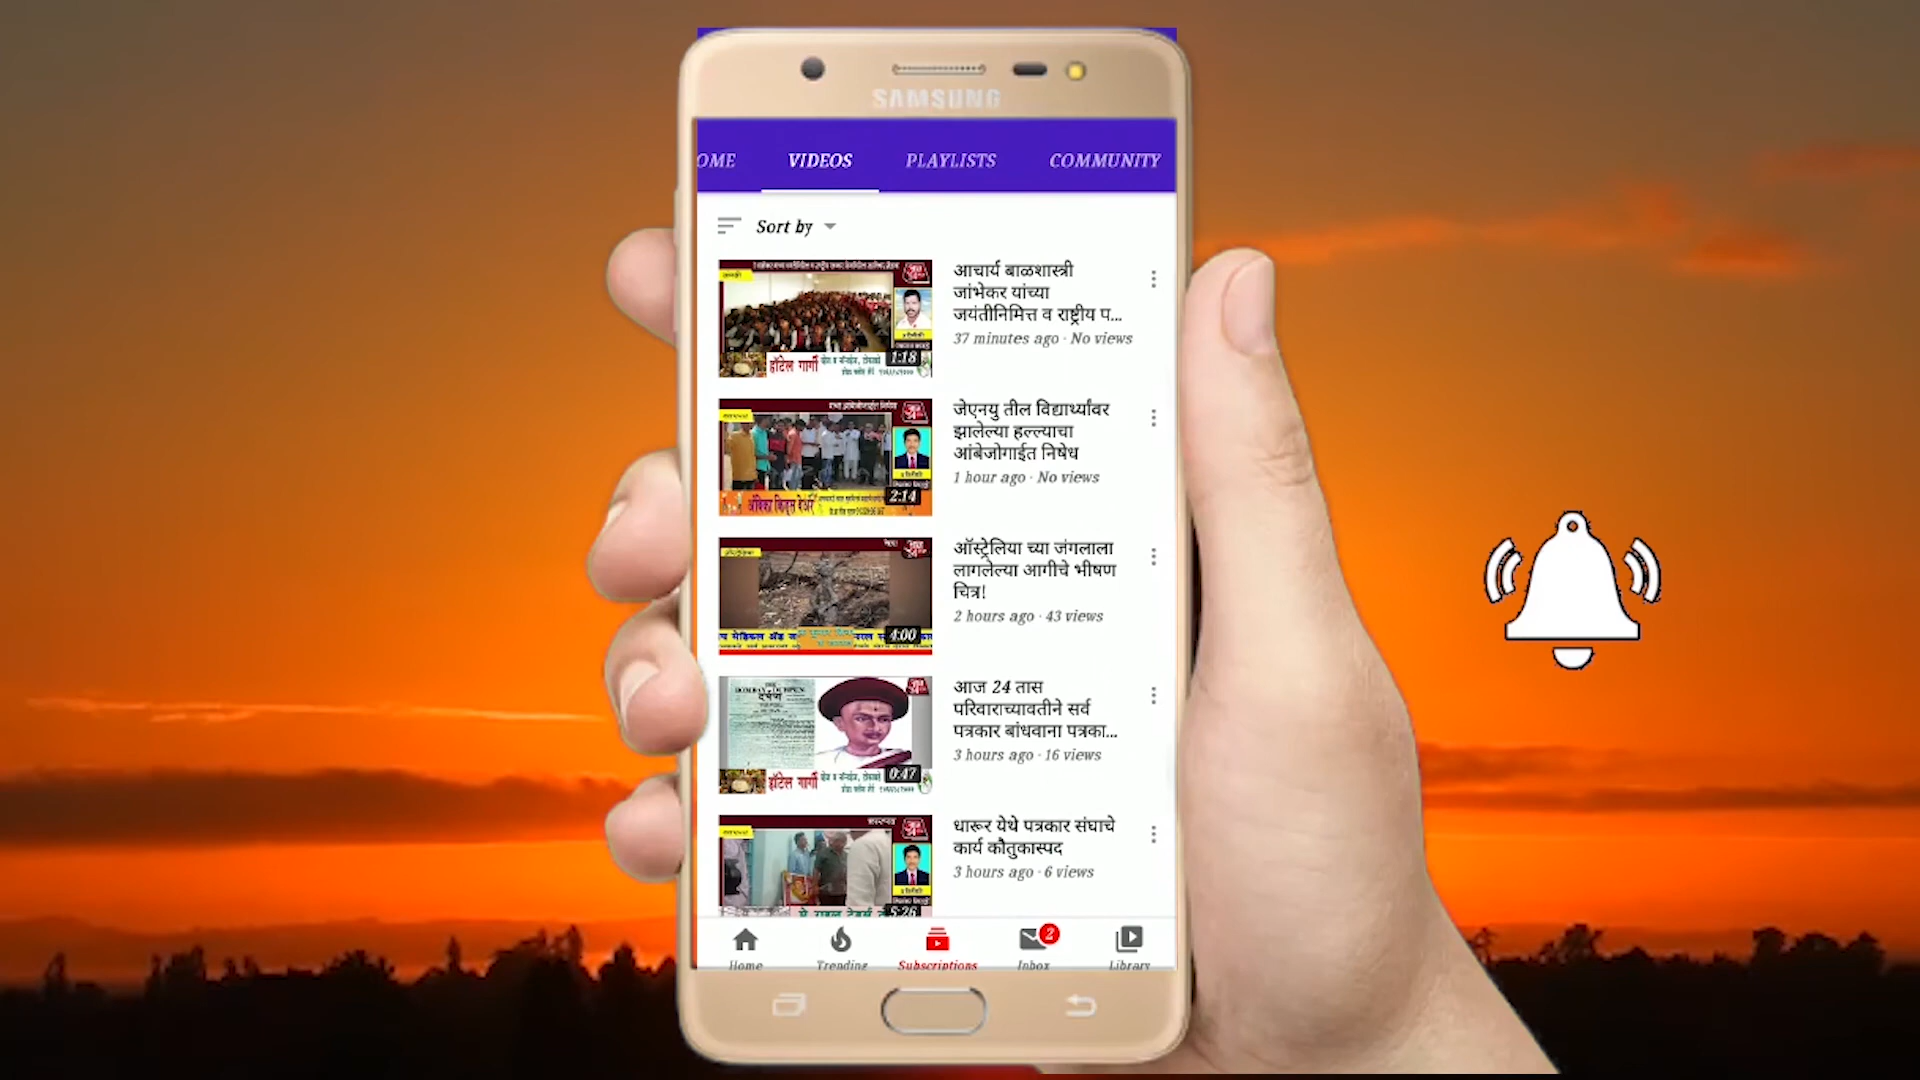 SAMSUNG
OME VIDEOS PLAYLISTS COMMUNITY
Sort by
आचार्य बाळशास्त्री
जांभेकर यांच्या
जयंतीनिमित्त व राष्ट्रीय प...
37 minutes ago · No views
हॉटेल गार्गी
1:18
जेएनयु तील विद्यार्थ्यांवर
झालेल्या हल्ल्याचा
आंबेजोगाईत निषेध
1 hour ago · No views
अंबिका किड्स वेअर
2:14
ऑस्ट्रेलिया च्या जंगलाला
लागलेल्या आगीचे भीषण
चित्र!
2 hours ago · 43 views
4:00
आज 24 तास
परिवाराच्यावतीने सर्व
पत्रकार बांधवाना पत्रका...
3 hours ago · 16 views
हॉटेल गार्गी
0:47
धारूर येथे पत्रकार संघाचे
कार्य कौतुकास्पद
3 hours ago · 6 views
5:26
2
Home Trending Subscriptions Inbox Library